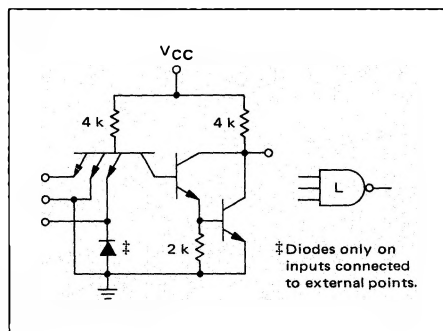 VCC
4 k
4 k
L
‡
2 k
‡Diodes only on
inputs connected
to external points.